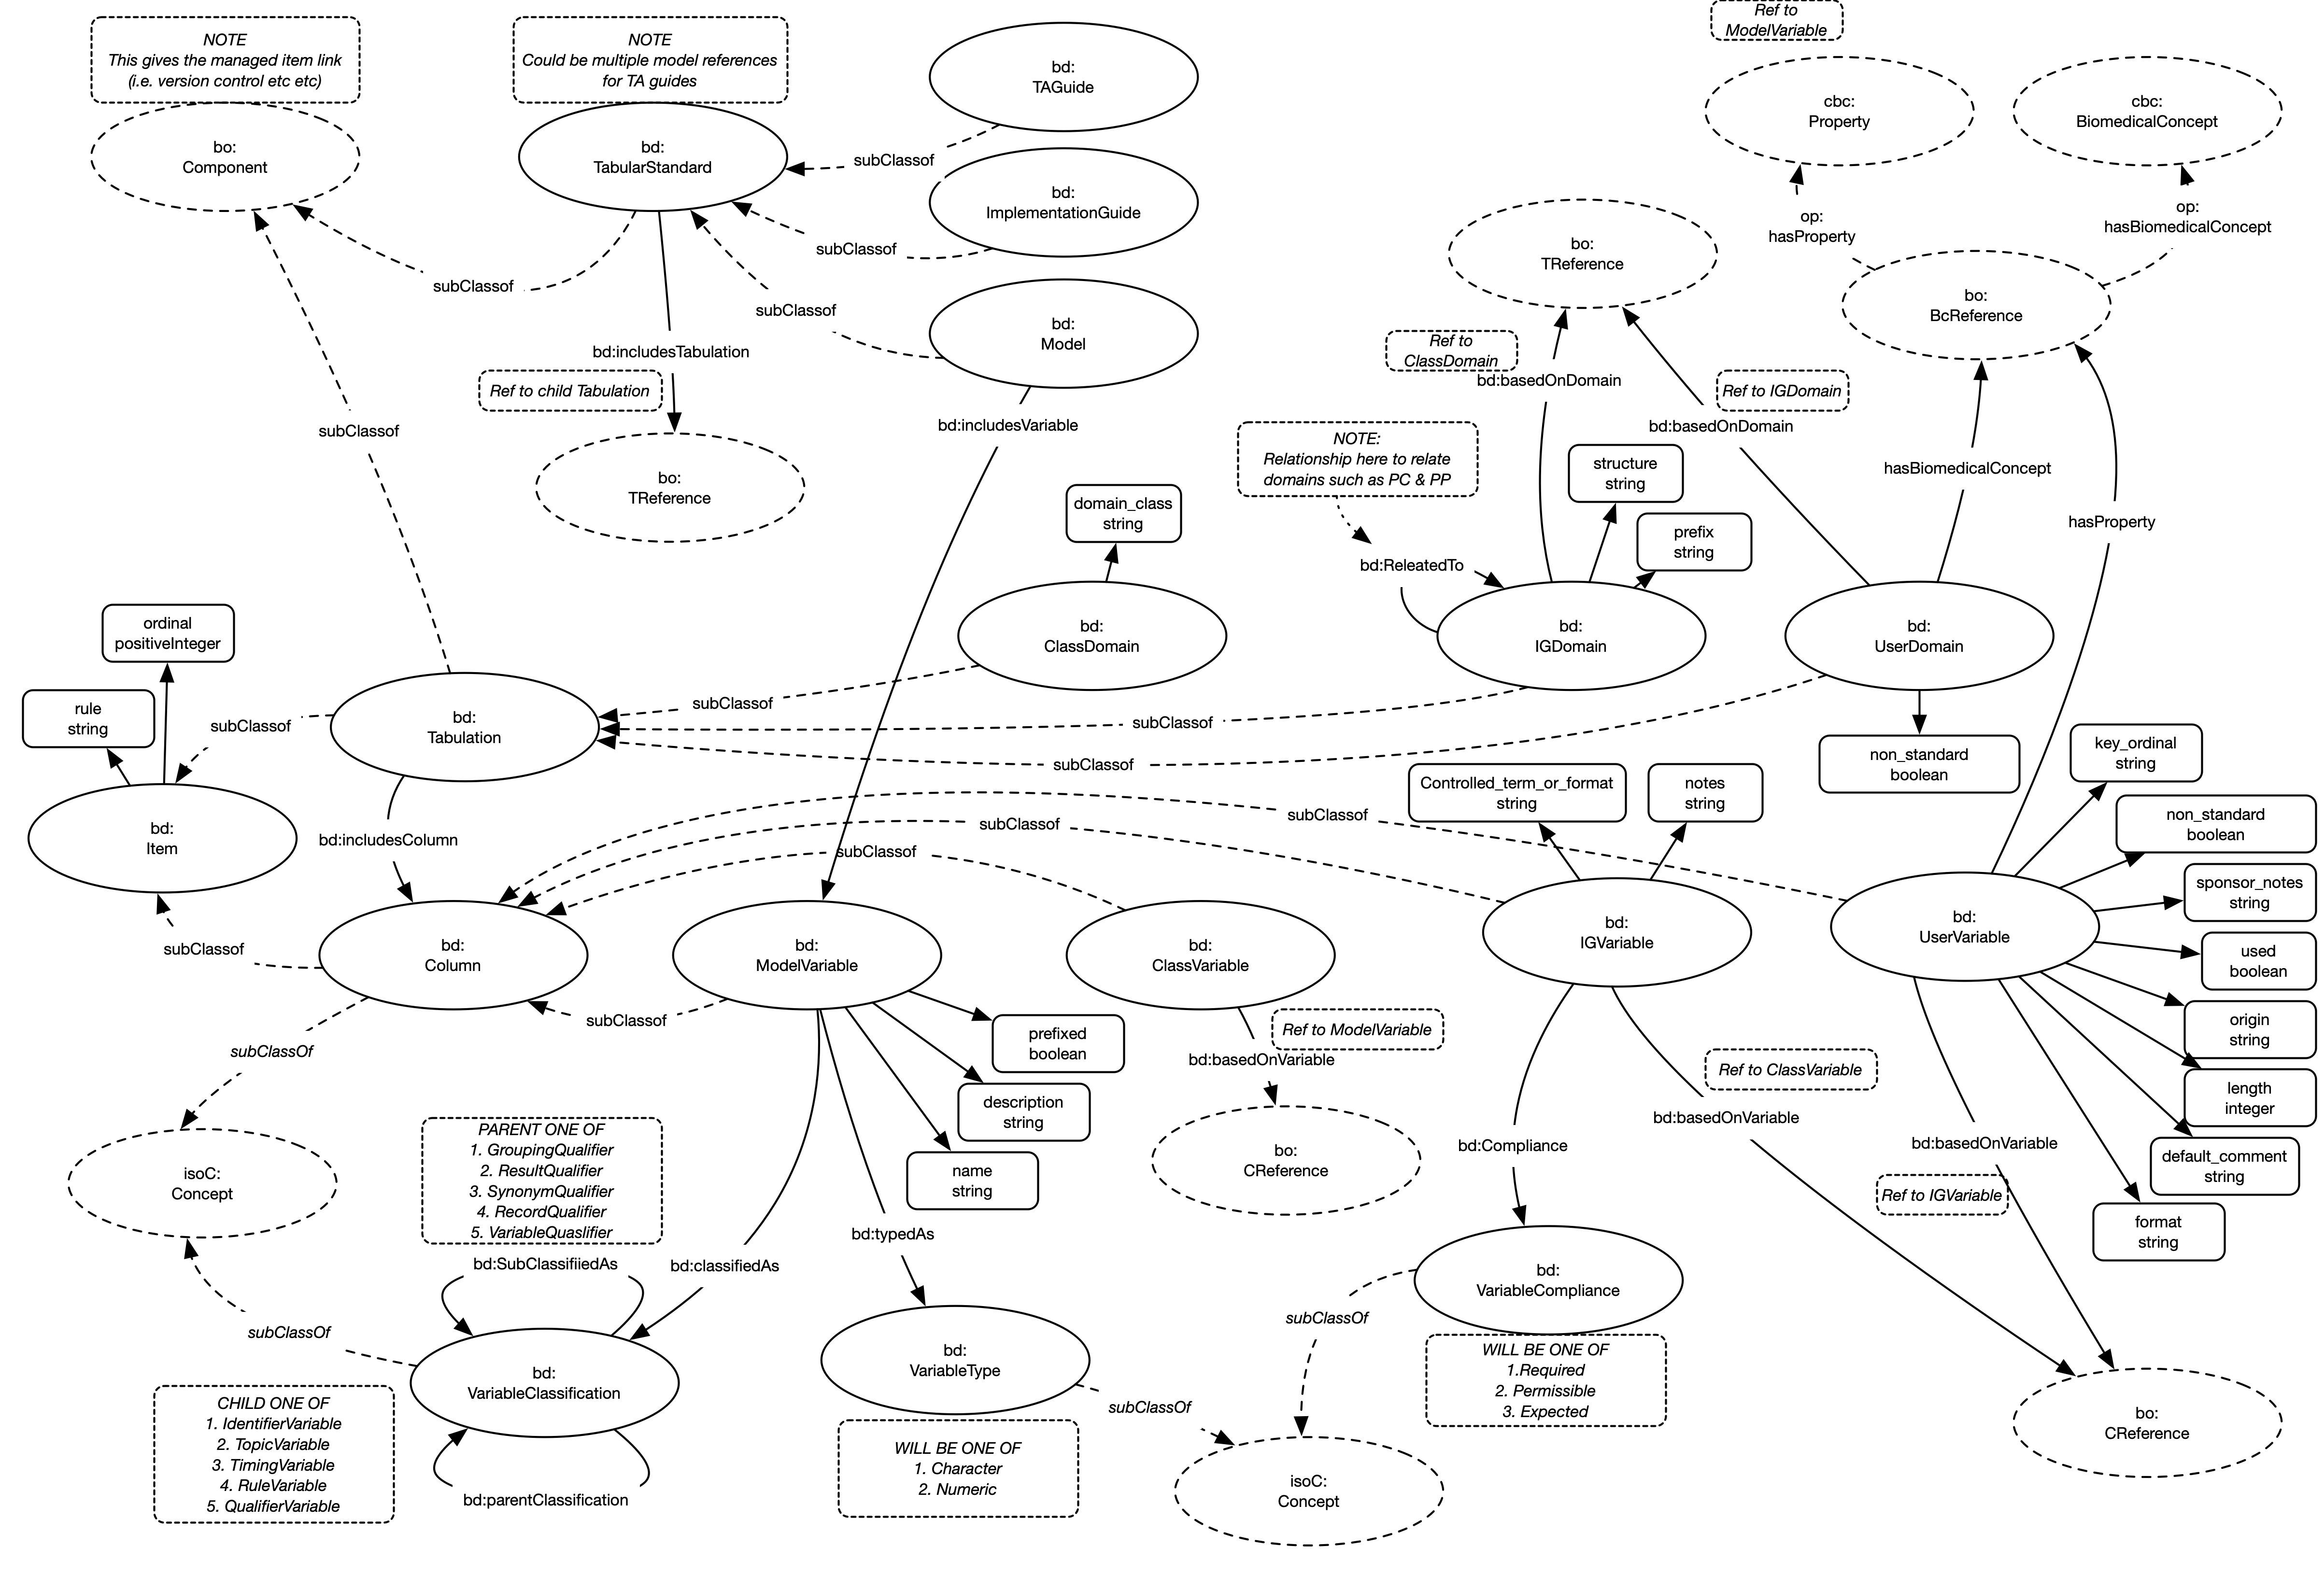 NOTE
This gives the managed item link
(i.e. version control etc etc)
bo:
Component
NOTE
Could be multiple model references
for TA guides
bd:
TabularStandard
bd:
TAGuide
subClassof
bd:
ImplementationGuide
subClassof
subClassof
subClassof
bd:
Model
Ref to
ModelVariable
cbc:
Property
cbc:
BiomedicalConcept
op:
hasProperty
op:
hasBiomedicalConcept
bo:
TReference
bo:
BcReference
bd:includesTabulation
Ref to child Tabulation
bo:
TReference
bd:includesVariable
Ref to
ClassDomain
bd:basedOnDomain
Ref to IGDomain
bd:basedOnDomain
hasBiomedicalConcept
hasProperty
NOTE:
Relationship here to relate
domains such as PC & PP
structure
string
prefix
string
bd:ReleatedTo
domain_class
string
subClassof
bd:
ClassDomain
bd:
IGDomain
bd:
UserDomain
ordinal
positiveInteger
rule
string
subClassof
bd:
Tabulation
subClassof
subClassof
subClassof
non_standard
boolean
bd:
Item
bd:includesColumn
subClassof
subClassof
subClassof
Controlled_term_or_format
string
notes
string
key_ordinal
string
non_standard
boolean
sponsor_notes
string
used
boolean
origin
string
length
integer
default_comment
string
format
string
subClassof
bd:
Column
bd:
ModelVariable
bd:
ClassVariable
bd:
IGVariable
bd:
UserVariable
subClassof
subClassOf
prefixed
boolean
description
string
name
string
Ref to ModelVariable
bd:basedOnVariable
bo:
CReference
Ref to ClassVariable
bd:basedOnVariable
bd:Compliance
bd:basedOnVariable
Ref to IGVariable
isoC:
Concept
PARENT ONE OF
1. GroupingQualifier
2. ResultQualifier
3. SynonymQualifier
4. RecordQualifier
5. VariableQuaslifier
bd:SubClassifiiedAs
bd:classifiedAs
bd:typedAs
subClassOf
bd:
VariableClassification
bd:parentClassification
CHILD ONE OF
1. IdentifierVariable
2. TopicVariable
3. TimingVariable
4. RuleVariable
5. QualifierVariable
bd:
VariableType
WILL BE ONE OF
1. Character
2. Numeric
subClassOf
subClassOf
bd:
VariableCompliance
WILL BE ONE OF
1.Required
2. Permissible
3. Expected
isoC:
Concept
bo:
CReference